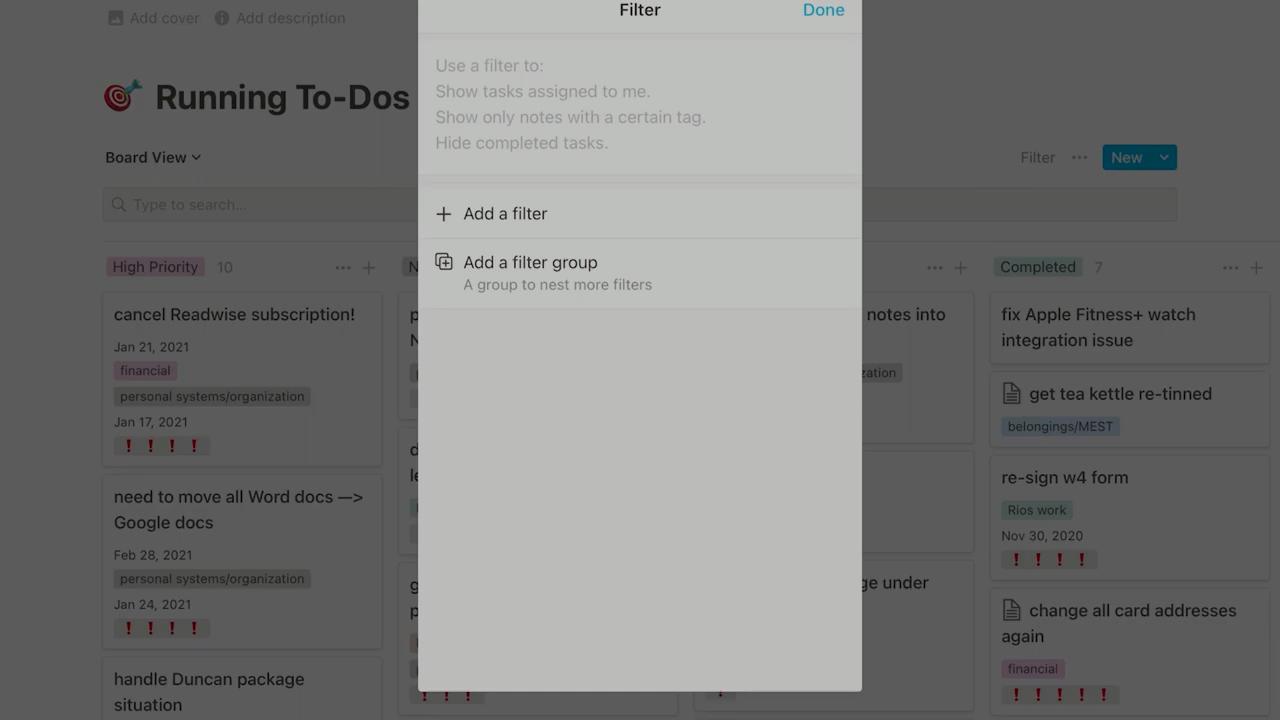 Add cover
Add description
Filter
Done
Use a filter to:
Show tasks assigned to me.
Show only notes with a certain tag.
Hide completed tasks.
Running To-Dos
Board View
Filter
New
Type to search...
Add a filter
Add a filter group
A group to nest more filters
High Priority 10
cancel Readwise subscription!
Jan 21, 2021
financial
personal systems/organization
Jan 17, 2021
❗❗❗❗
need to move all Word docs —>
Google docs
Feb 28, 2021
personal systems/organization
Jan 24, 2021
❗❗❗❗
handle Duncan package
situation
notes into
Completed 7
fix Apple Fitness+ watch
integration issue
get tea kettle re-tinned
belongings/MEST
re-sign w4 form
Rios work
Nov 30, 2020
❗❗❗❗
under
change all card addresses
again
financial
❗❗❗❗❗